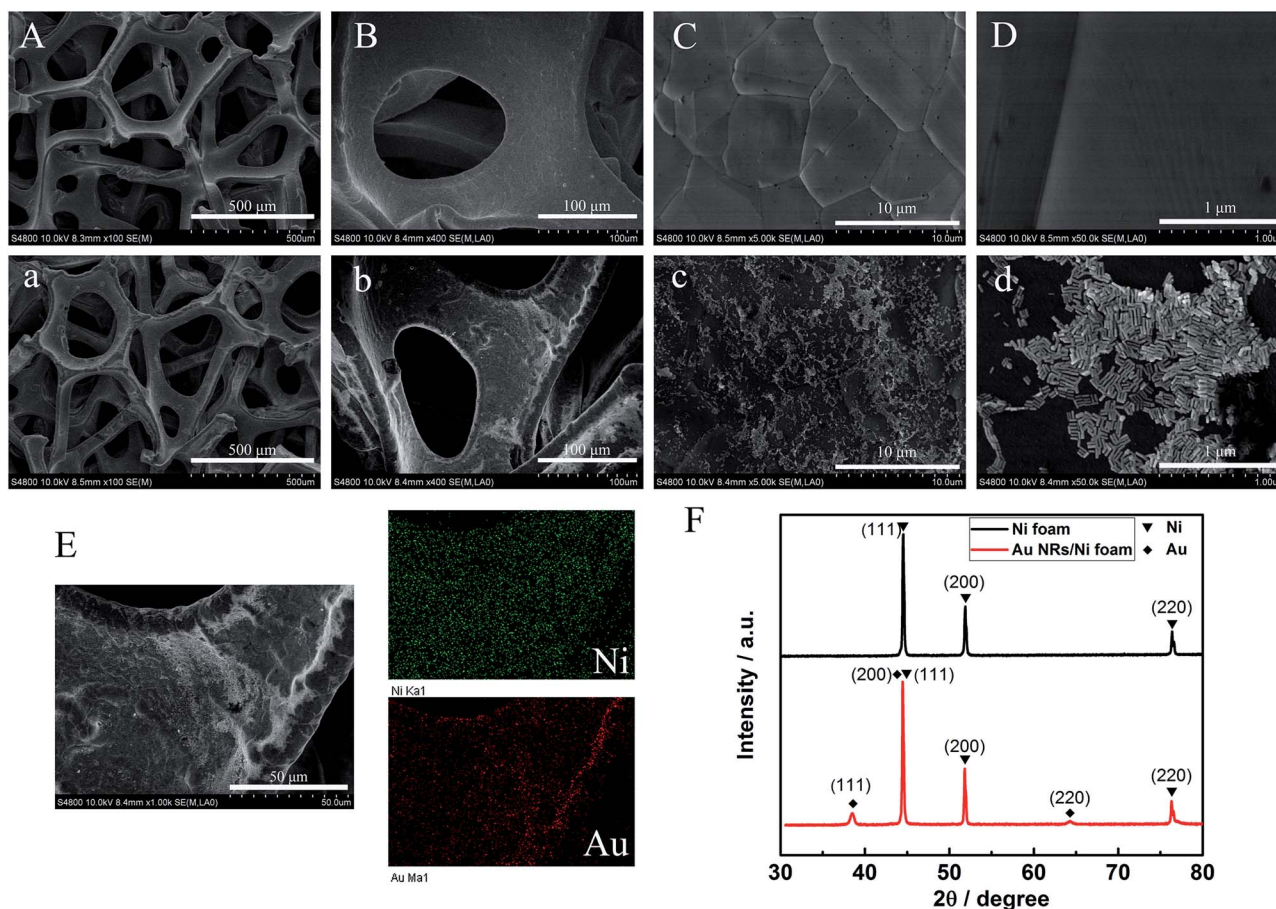 A
500 μm
S4800 10.0kV 8.3mm x100 SE(M)
500um
B
100 μm
S4800 10.0kV 8.4mm x400 SE(M,LA0)
100um
C
10 μm
S4800 10.0kV 8.5mm x5.00k SE(M,LA0)
10.0um
D
1 μm
S4800 10.0kV 8.5mm x50.0k SE(M,LA0)
1.00u
a
500 μm
S4800 10.0kV 8.5mm x100 SE(M)
500um
b
100 μm
S4800 10.0kV 8.4mm x400 SE(M,LA0)
100um
c
10 μm
S4800 10.0kV 8.4mm x5.00k SE(M,LA0)
10.0um
d
1 μm
S4800 10.0kV 8.4mm x50.0k SE(M,LA0)
1.00u
E
50 μm
S4800 10.0kV 8.4mm x1.00k SE(M,LA0)
50.0um
Ni
Ni Ka1
Au
Au Ma1
F
Ni foam
Au NRs/Ni foam
Ni
Au
(111)
(200)
(220)
(200) (111)
(111)
(200)
(220)
(220)
Intensity / a.u.
30 40 50 60 70 80
2θ / degree